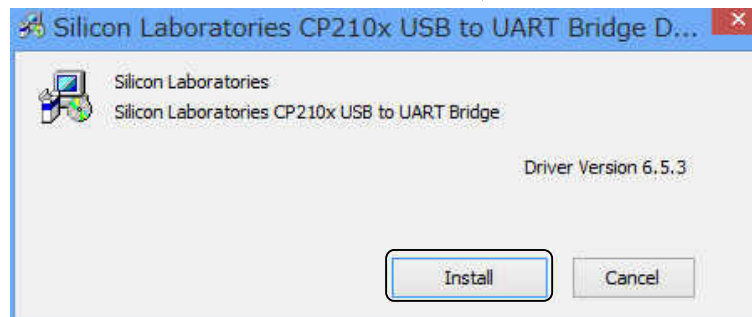 Silicon Laboratories CP210x USB to UART Bridge D...
Silicon Laboratories
Silicon Laboratories CP210x USB to UART Bridge
Driver Version 6.5.3
Install Cancel